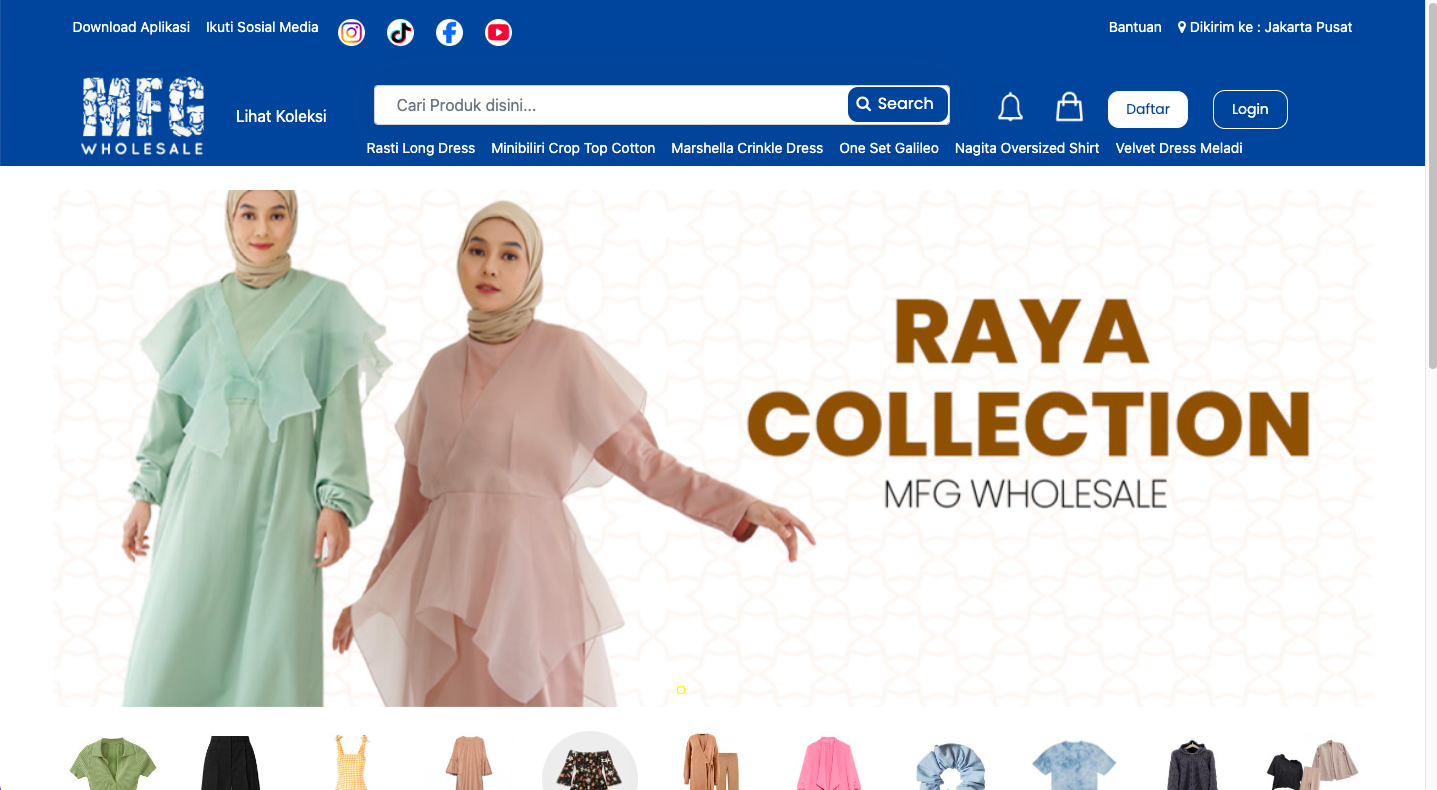 Download Aplikasi Ikuti Sosial Media Bantuan Dikirim ke : Jakarta Pusat
MFG
WHOLESALE
Lihat Koleksi
Cari Produk disini...
Search
Daftar
Login
Rasti Long Dress Minibiliri Crop Top Cotton Marshella Crinkle Dress One Set Galileo Nagita Oversized Shirt Velvet Dress Meladi
RAYA
COLLECTION
MFG WHOLESALE